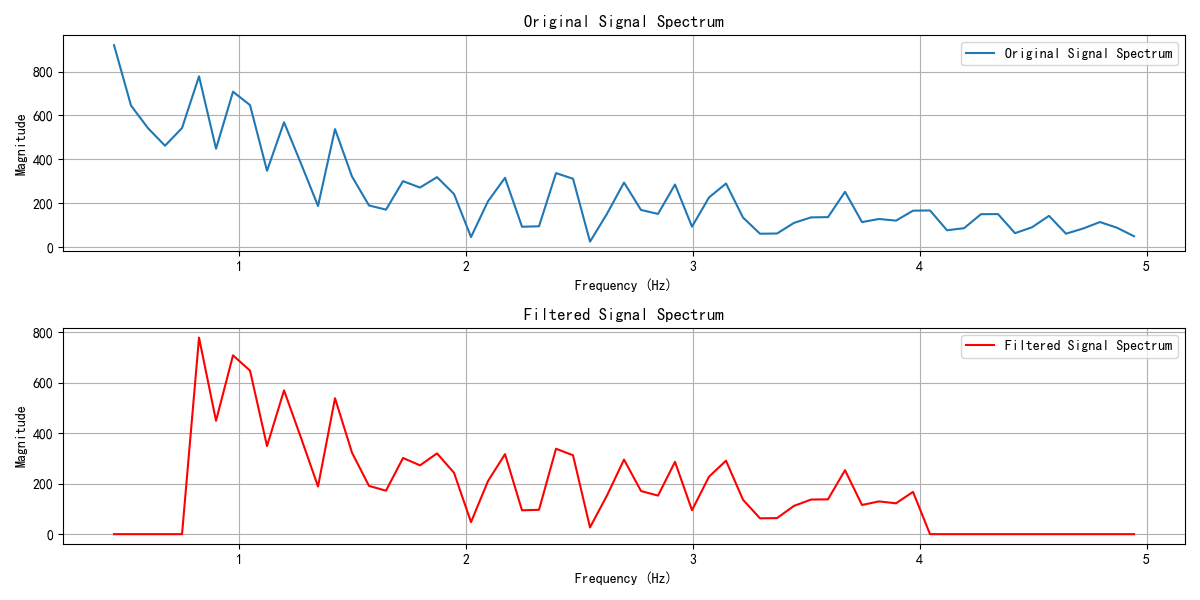 Original Signal Spectrum
Original Signal Spectrum
Magnitude
800
600
400
200
0
1 2 3 4 5
Frequency (Hz)
Filtered Signal Spectrum
Filtered Signal Spectrum
Magnitude
800
600
400
200
0
1 2 3 4 5
Frequency (Hz)